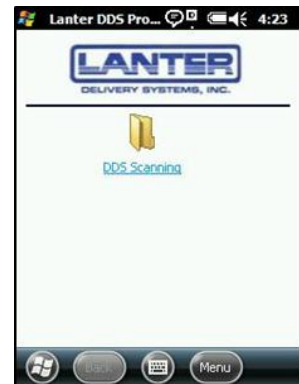 Lanter DDS Pro... 4:23
LANTER
DELIVERY SYSTEMS, INC.
DDS Scanning
Back
Menu